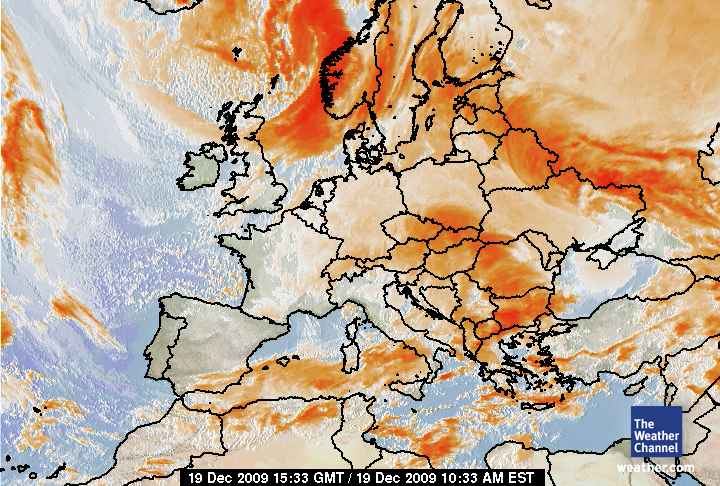 The
Weather
Channel
weather.com
19 Dec 2009 15:33 GMT / 19 Dec 2009 10:33 AM EST